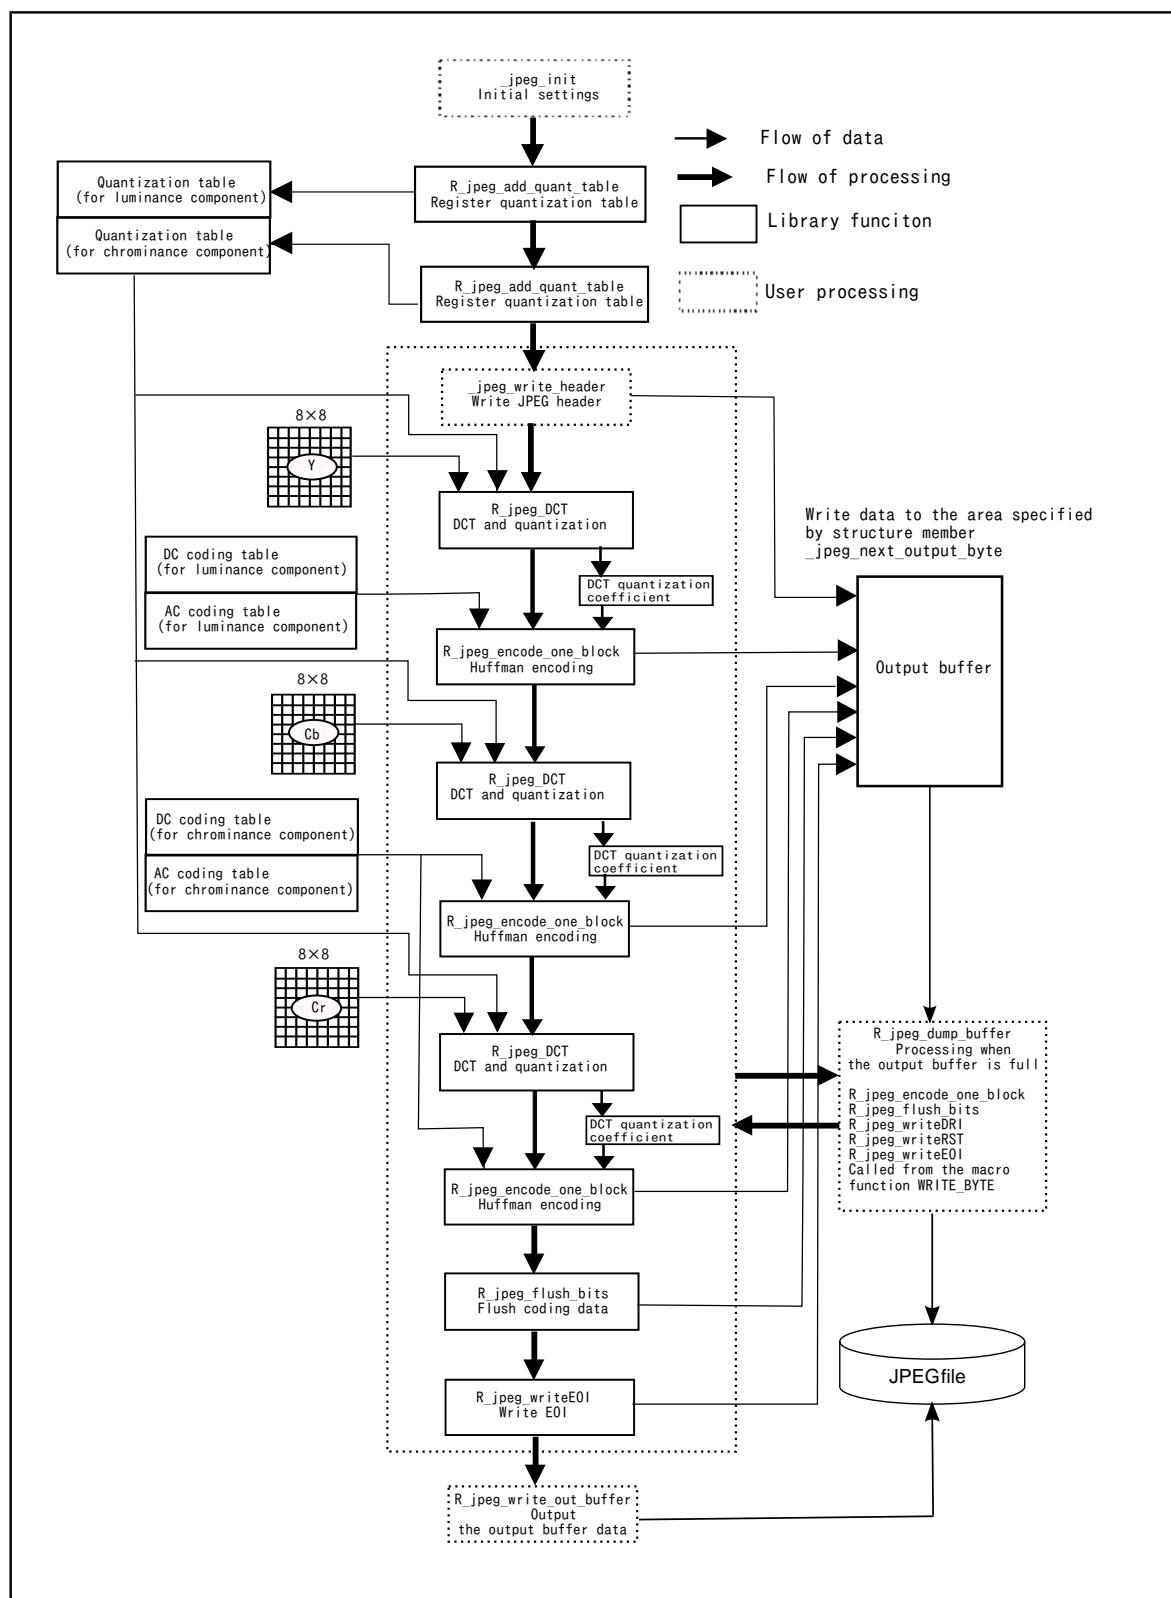 _jpeg_init
Initial settings
Flow of data
Flow of processing
Library funciton
User processing
Quantization table
(for luminance component)
Quantization table
(for chrominance component)
R_jpeg_add_quant_table
Register quantization table
R_jpeg_add_quant_table
Register quantization table
_jpeg_write_header
Write JPEG header
8×8
Y
R_jpeg_DCT
DCT and quantization
Write data to the area specified
by structure member
_jpeg_next_output_byte
DC coding table
(for luminance component)
AC coding table
(for luminance component)
DCT quantization
coefficient
R_jpeg_encode_one_block
Huffman encoding
Output buffer
8×8
Cb
R_jpeg_DCT
DCT and quantization
DC coding table
(for chrominance component)
AC coding table
(for chrominance component)
DCT quantization
coefficient
R_jpeg_encode_one_block
Huffman encoding
8×8
Cr
R_jpeg_DCT
DCT and quantization
R_jpeg_dump_buffer
Processing when
the output buffer is full
R_jpeg_encode_one_block
R_jpeg_flush_bits
R_jpeg_writeDRI
R_jpeg_writeRST
R_jpeg_writeEOI
Called from the macro
function WRITE_BYTE
DCT quantization
coefficient
R_jpeg_encode_one_block
Huffman encoding
R_jpeg_flush_bits
Flush coding data
JPEGfile
R_jpeg_writeEOI
Write EOI
R_jpeg_write_out_buffer
Output
the output buffer data